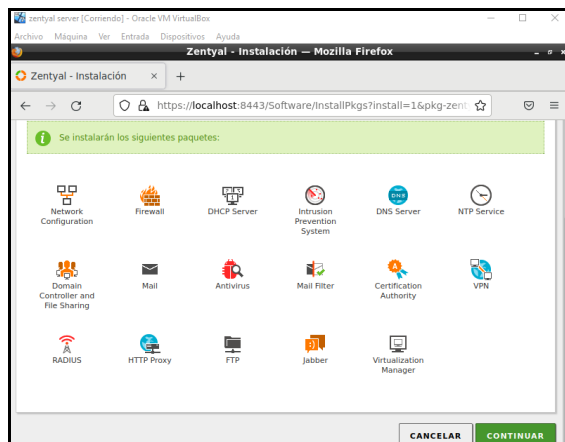 zentyal server [Corriendo] - Oracle VM VirtualBox
Archivo Máquina Ver Entrada Dispositivos Ayuda
Zentyal - Instalación — Mozilla Firefox
Zentyal - Instalación
https://localhost:8443/Software/InstallPkgs?install=1&pkg-zent
Se instalarán los siguientes paquetes:
Network Configuration
Firewall
DHCP Server
Intrusion Prevention System
DNS
DNS Server
NTP Service
Domain Controller and File Sharing
Mail
Antivirus
Mail Filter
Certification Authority
VPN
RADIUS
HTTP Proxy
FTP
Jabber
Virtualization Manager
CANCELAR
CONTINUAR